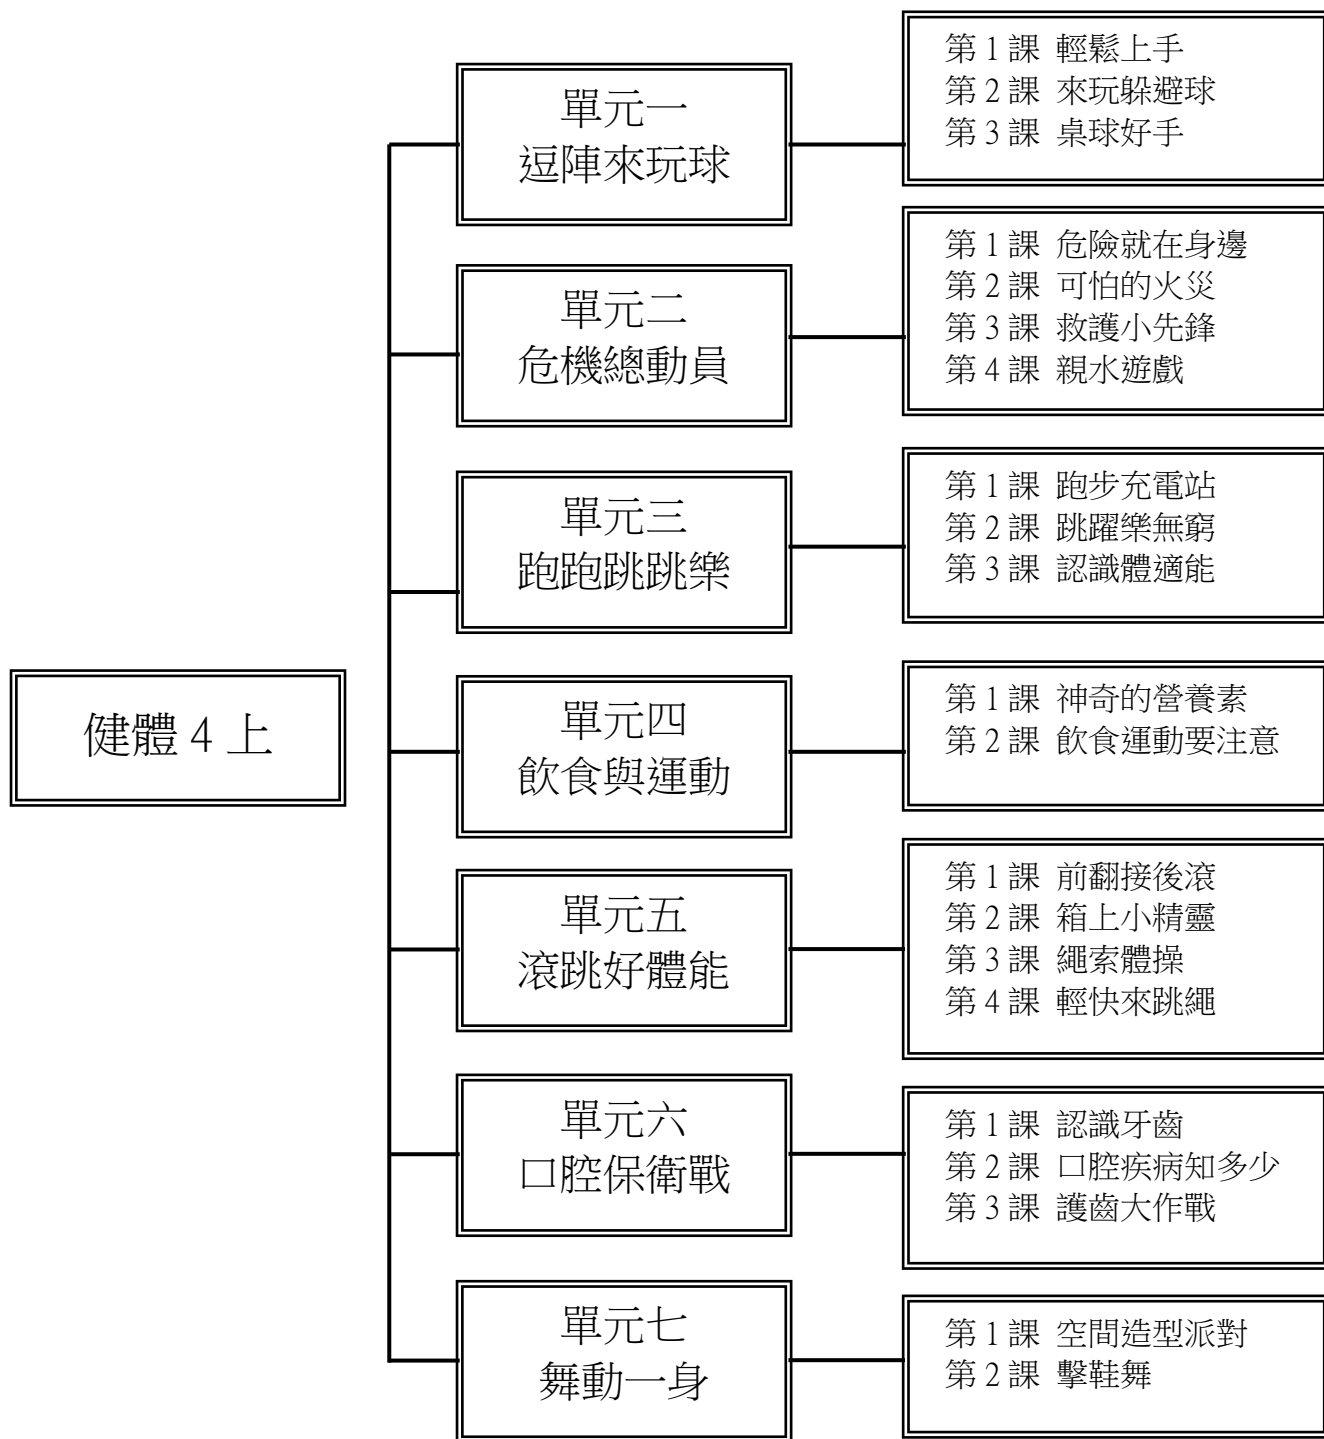 健體 4 上
單元一
逗陣來玩球
第 1 課 輕鬆上手
第 2 課 來玩躲避球
第 3 課 桌球好手
單元二
危機總動員
第 1 課 危險就在身邊
第 2 課 可怕的火災
第 3 課 救護小先鋒
第 4 課 親水遊戲
單元三
跑跑跳跳樂
第 1 課 跑步充電站
第 2 課 跳躍樂無窮
第 3 課 認識體適能
單元四
飲食與運動
第 1 課 神奇的營養素
第 2 課 飲食運動要注意
單元五
滾跳好體能
第 1 課 前翻接後滾
第 2 課 箱上小精靈
第 3 課 繩索體操
第 4 課 輕快來跳繩
單元六
口腔保衛戰
第 1 課 認識牙齒
第 2 課 口腔疾病知多少
第 3 課 護齒大作戰
單元七
舞動一身
第 1 課 空間造型派對
第 2 課 擊鞋舞